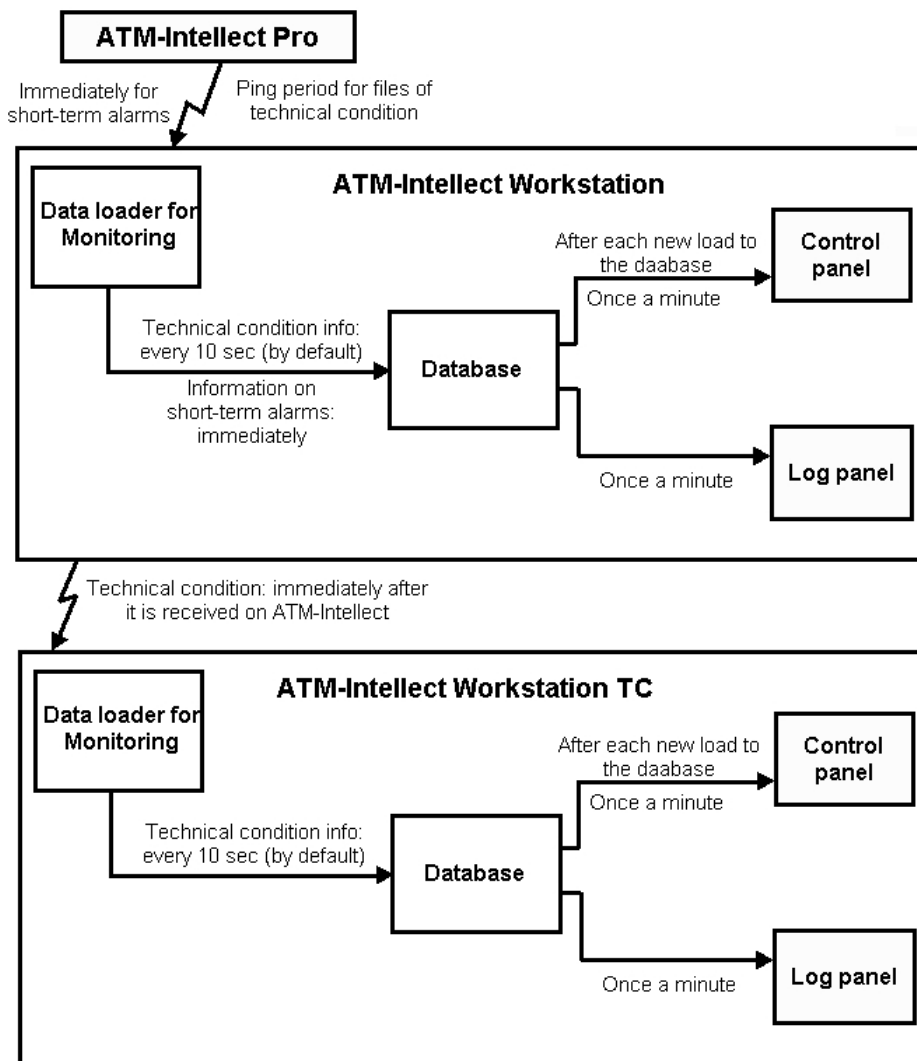 ATM-Intellect Pro
Immediately for
short-term alarms
Ping period for files of
technical condition
ATM-Intellect Workstation
Data loader for
Monitoring
After each new load to
the daabase
Once a minute
Control
panel
Technical condition info:
every 10 sec (by default)
Information on
short-term alarms:
immediately
Database
Once a minute
Log panel
Technical condition: immediately after
it is received on ATM-Intellect
ATM-Intellect Workstation TC
Data loader for
Monitoring
After each new load to
the daabase
Once a minute
Control
panel
Technical condition info:
every 10 sec (by default)
Database
Once a minute
Log panel